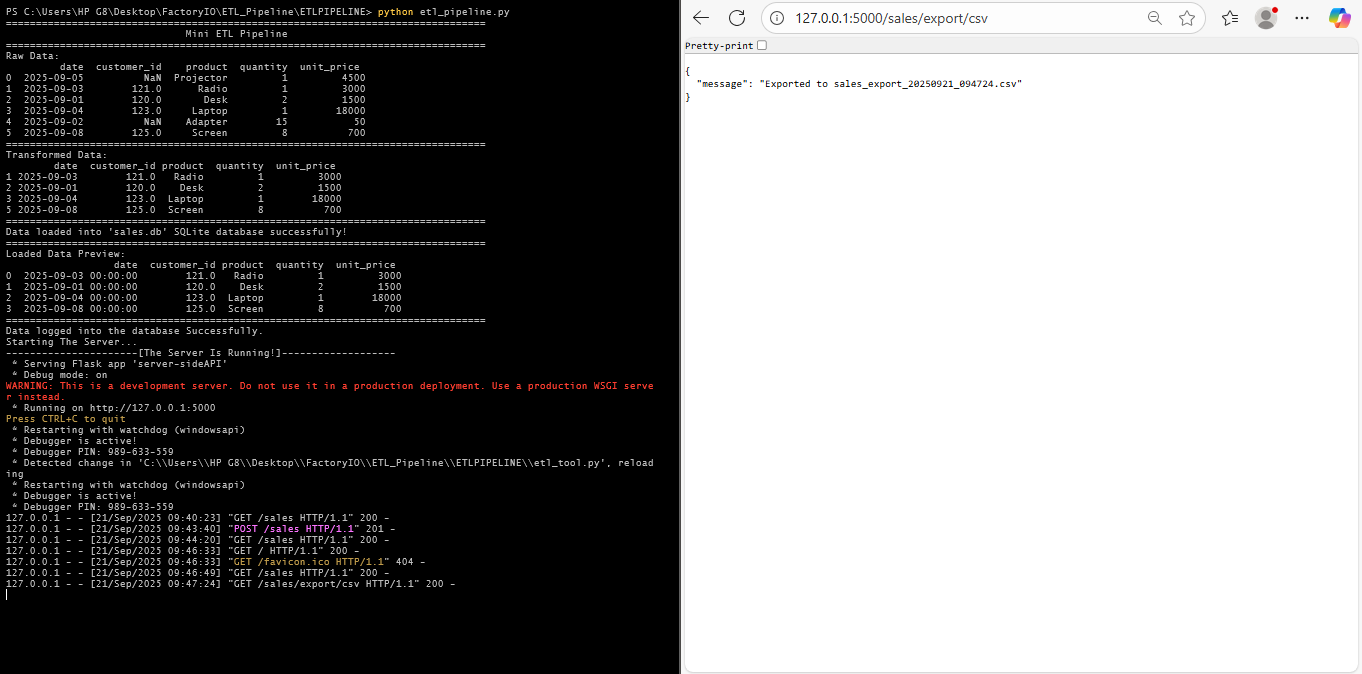 PS C:\Users\HP G8\Desktop\FactoryIO\ETL_Pipeline\ETLPIPELINE> python etl_pipeline.py
================================================================================
Mini ETL Pipeline
================================================================================
Raw Data:
date customer_id product quantity unit_price
0 2025-09-05 NaN Projector 1 4500
1 2025-09-03 121.0 Radio 1 3000
2 2025-09-01 120.0 Desk 2 1500
3 2025-09-04 123.0 Laptop 1 18000
4 2025-09-02 NaN Adapter 15 50
5 2025-09-08 125.0 Screen 8 700
================================================================================
Transformed Data:
date customer_id product quantity unit_price
1 2025-09-03 121.0 Radio 1 3000
2 2025-09-01 120.0 Desk 2 1500
3 2025-09-04 123.0 Laptop 1 18000
5 2025-09-08 125.0 Screen 8 700
================================================================================
Data loaded into 'sales.db' SQLite database successfully!
================================================================================
Loaded Data Preview:
date customer_id product quantity unit_price
0 2025-09-03 00:00:00 121.0 Radio 1 3000
1 2025-09-01 00:00:00 120.0 Desk 2 1500
2 2025-09-04 00:00:00 123.0 Laptop 1 18000
3 2025-09-08 00:00:00 125.0 Screen 8 700
================================================================================
Data logged into the database Successfully.
Starting The Server...
----------------------[The Server Is Running!]-------------------
* Serving Flask app 'server-sideAPI'
* Debug mode: on
WARNING: This is a development server. Do not use it in a production deployment. Use a production WSGI serve
r instead.
* Running on http://127.0.0.1:5000
Press CTRL+C to quit
* Restarting with watchdog (windowsapi)
* Debugger is active!
* Debugger PIN: 989-633-559
* Detected change in 'C:\\Users\\HP G8\\Desktop\\FactoryIO\\ETL_Pipeline\\ETLPIPELINE\\etl_tool.py', reload
ing
* Restarting with watchdog (windowsapi)
* Debugger is active!
* Debugger PIN: 989-633-559
127.0.0.1 - - [21/Sep/2025 09:40:23] "GET /sales HTTP/1.1" 200 -
127.0.0.1 - - [21/Sep/2025 09:43:40] "POST /sales HTTP/1.1" 201 -
127.0.0.1 - - [21/Sep/2025 09:44:20] "GET /sales HTTP/1.1" 200 -
127.0.0.1 - - [21/Sep/2025 09:46:33] "GET / HTTP/1.1" 200 -
127.0.0.1 - - [21/Sep/2025 09:46:33] "GET /favicon.ico HTTP/1.1" 404 -
127.0.0.1 - - [21/Sep/2025 09:46:49] "GET /sales HTTP/1.1" 200 -
127.0.0.1 - - [21/Sep/2025 09:47:24] "GET /sales/export/csv HTTP/1.1" 200 -
127.0.0.1:5000/sales/export/csv
Pretty-print
{
"message": "Exported to sales_export_20250921_094724.csv"
}